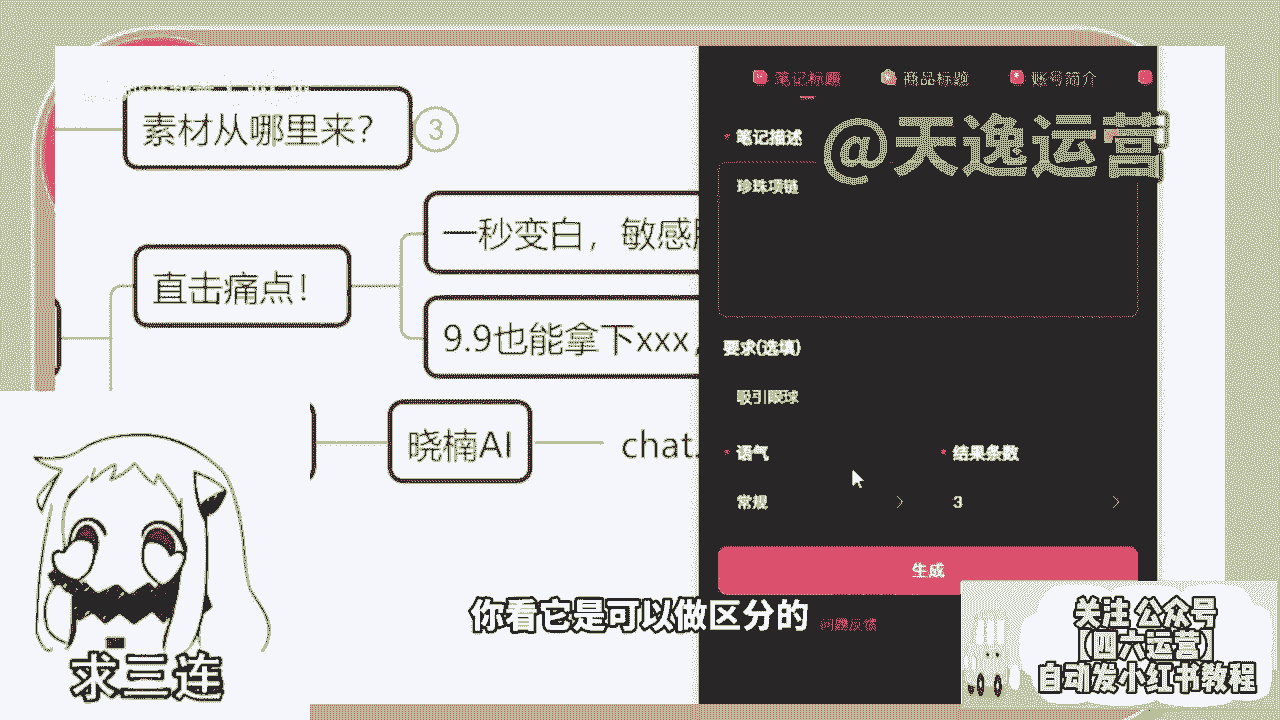 素材从哪里来?
3
直击痛点!
一秒变白,敏感
9.9也能拿下xxx,
晓楠AI
chat.
笔记标题
商品标题
账号简介
* 笔记描述
@天逸运营
珍珠项链
要求(选填)
吸引眼球
* 语气
* 结果条数
常规
3
生成
问题反馈
你看它是可以做区分的
求三连
关注 公众号
(四六运营)
自动发小红书教程